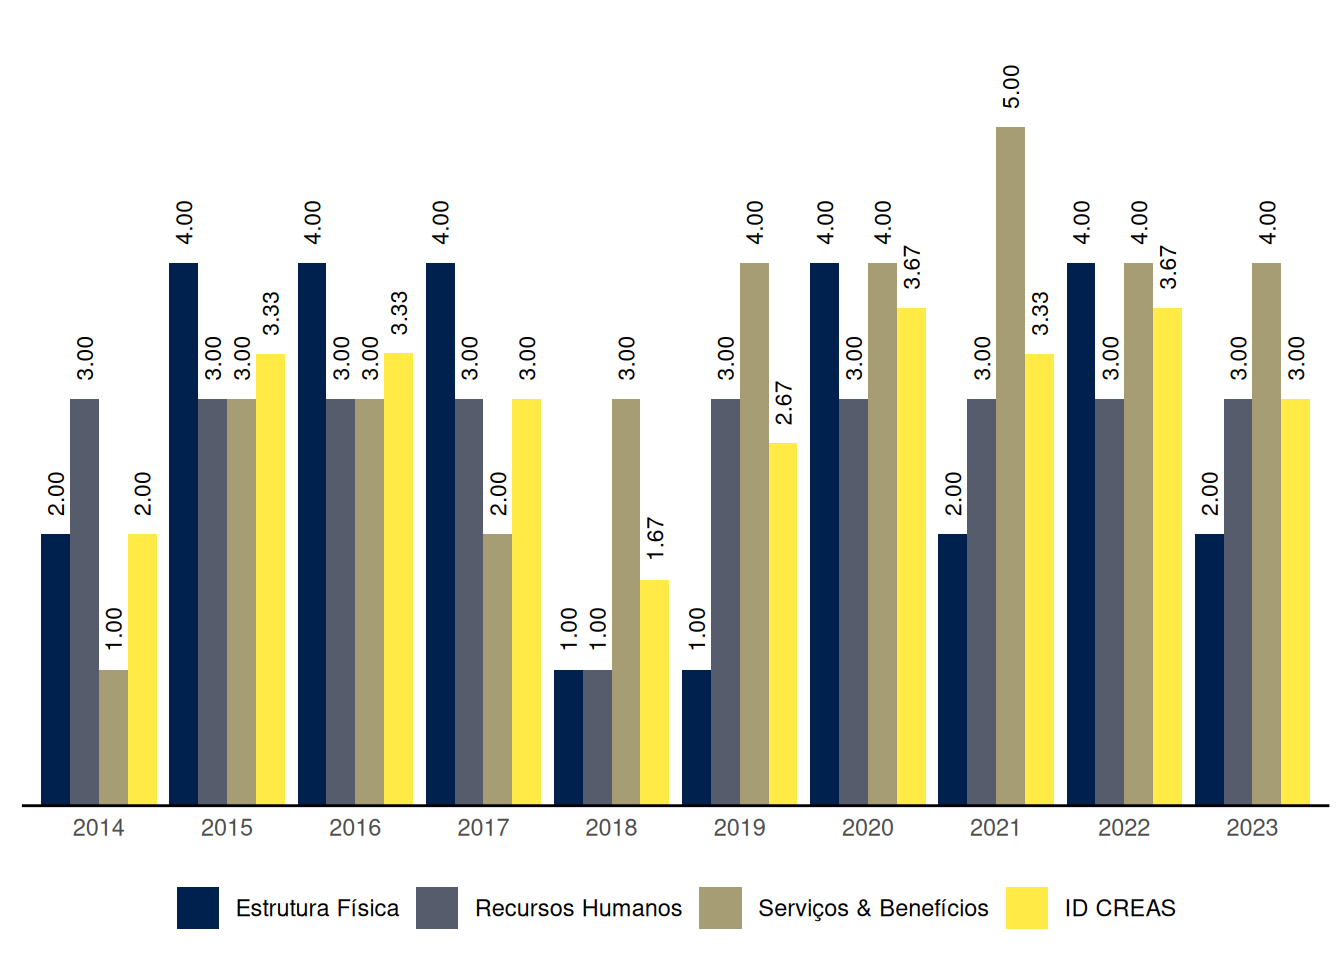 5.00
4.00 4.00 4.00 4.00 4.00 4.00 4.00 4.00 4.00
3.67 3.67
3.33 3.33 3.33
3.00 3.00 3.00 3.00 3.00 3.00 3.00 3.00 3.00 3.00 3.00 3.00 3.00 3.00 3.00
2.67
2.00 2.00 2.00 2.00 2.00
1.67
1.00 1.00 1.00 1.00
2014 2015 2016 2017 2018 2019 2020 2021 2022 2023
Estrutura Física Recursos Humanos Serviços & Benefícios ID CREAS